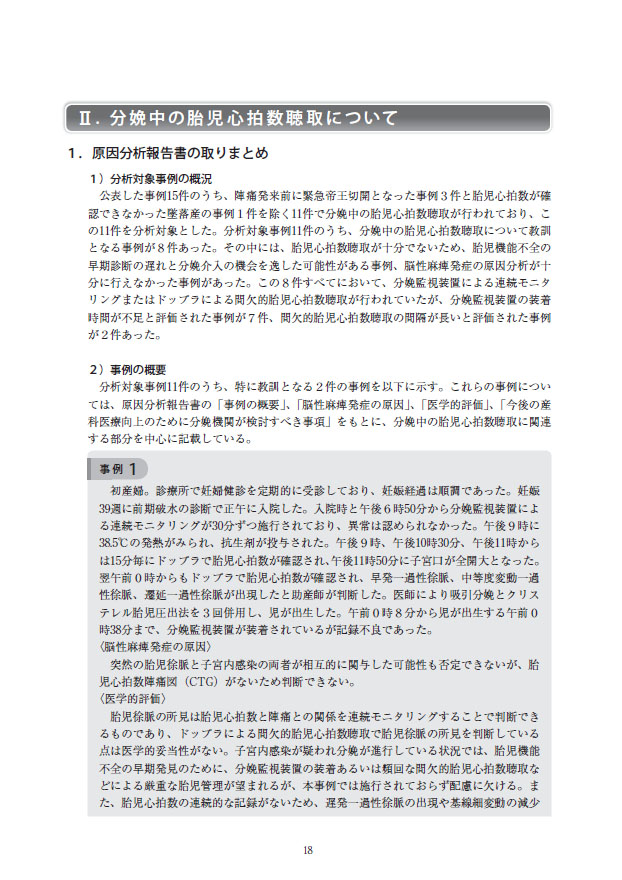 Ⅱ. 分娩中の胎児心拍数聴取について
1. 原因分析報告書の取りまとめ
1）分析対象事例の概況
公表した事例15件のうち、陣痛発来前に緊急帝王切開となった事例３件と胎児心拍数が確
認できなかった墜落産の事例１件を除く11件で分娩中の胎児心拍数聴取が行われており、こ
の11件を分析対象とした。分析対象事例11件のうち、分娩中の胎児心拍数聴取について教訓
となる事例が８件あった。その中には、胎児心拍数聴取が十分でないため、胎児機能不全の
早期診断の遅れと分娩介入の機会を逸した可能性がある事例、脳性麻痺発症の原因分析が十
分に行えなかった事例があった。この８件すべてにおいて、分娩監視装置による連続モニタ
リングまたはドップラによる間欠的胎児心拍数聴取が行われていたが、分娩監視装置の装着
時間が不足と評価された事例が７件、間欠的胎児心拍数聴取の間隔が長いと評価された事例
が２件あった。
2）事例の概要
分析対象事例11件のうち、特に教訓となる２件の事例を以下に示す。これらの事例につい
ては、原因分析報告書の「事例の概要」、「脳性麻痺発症の原因」、「医学的評価」、「今後の産
科医療向上のために分娩機関が検討すべき事項」をもとに、分娩中の胎児心拍数聴取に関連
する部分を中心に記載している。
事例 1
初産婦。診療所で妊婦健診を定期的に受診しており、妊娠経過は順調であった。妊娠
39週に前期破水の診断で正午に入院した。入院時と午後６時50分から分娩監視装置によ
る連続モニタリングが30分ずつ施行されており、異常は認められなかった。午後９時に
38.5℃の発熱がみられ、抗生剤が投与された。午後９時、午後10時30分、午後11時から
は15分毎にドップラで胎児心拍数が確認され、午後11時50分に子宮口が全開大となった。
翌午前０時からもドップラで胎児心拍数が確認され、早発一過性徐脈、中等度変動一過
性徐脈、遷延一過性徐脈が出現したと助産師が判断した。医師により吸引分娩とクリス
テレル胎児圧出法を３回併用し、児が出生した。午前０時８分から児が出生する午前０
時38分まで、分娩監視装置が装着されているが記録不良であった。
〈脳性麻痺発症の原因〉
突然の胎児徐脈と子宮内感染の両者が相互的に関与した可能性も否定できないが、胎
児心拍数陣痛図（CTG）がないため判断できない。
〈医学的評価〉
胎児徐脈の所見は胎児心拍数と陣痛との関係を連続モニタリングすることで判断でき
るものであり、ドップラによる間欠的胎児心拍数聴取で胎児徐脈の所見を判断している
点は医学的妥当性がない。子宮内感染が疑われ分娩が進行している状況では、胎児機能
不全の早期発見のために、分娩監視装置の装着あるいは頻回な間欠的胎児心拍数聴取な
どによる厳重な胎児管理が望まれるが、本事例では施行されておらず配慮に欠ける。ま
た、胎児心拍数の連続的な記録がないため、遅発一過性徐脈の出現や基線細変動の減少
18